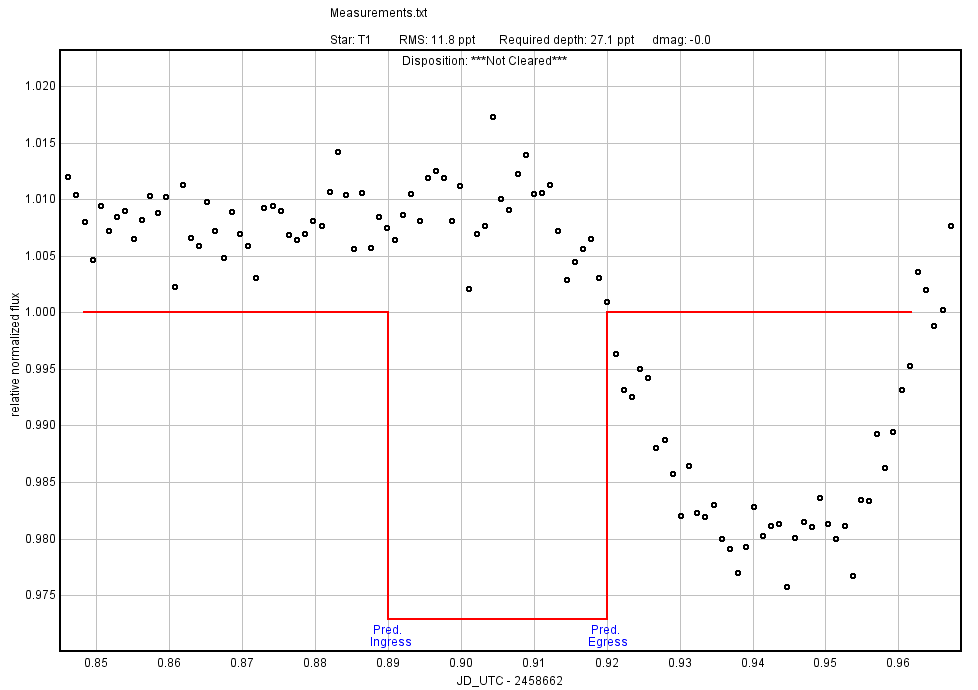 Measurements.txt
Star: T1 RMS: 11.8 ppt Required depth: 27.1 ppt dmag: -0.0
Disposition: ***Not Cleared***
1.020
1.015
1.010
1.005
1.000
0.995
0.990
0.985
0.980
0.975
relative normalized flux
Pred.
Ingress
Pred.
Egress
0.85 0.86 0.87 0.88 0.89 0.90 0.91 0.92 0.93 0.94 0.95 0.96
JD_UTC - 2458662